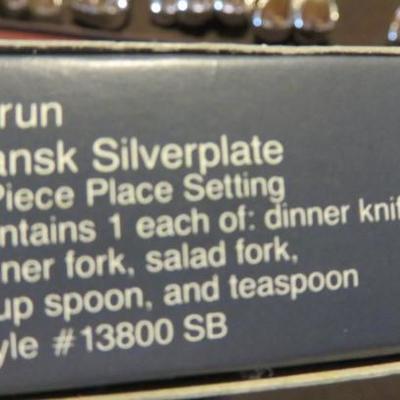 run
ansk Silverplate
Piece Place Setting
ntains 1 each of: dinner knif
ner fork, salad fork,
up spoon, and teaspoon
yle #13800 SB